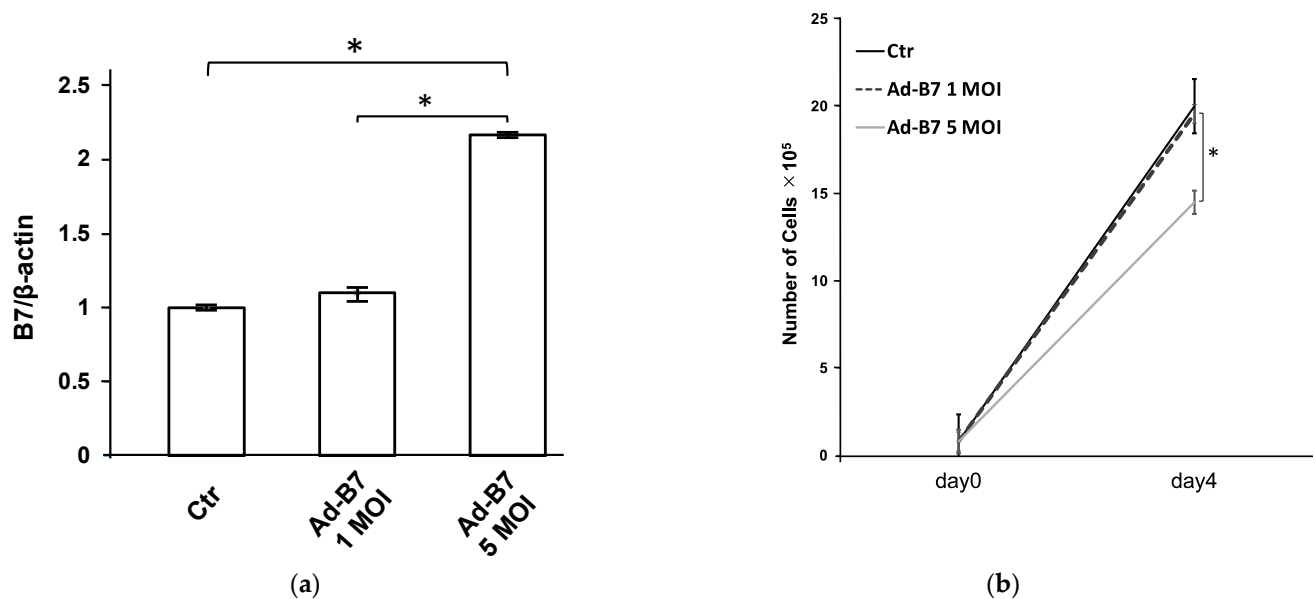 *
*
2.5
2
1.5
1
0.5
0
B7/β-actin
Ctr
Ad-B7
1 MOI
Ad-B7
5 MOI
(a)
25
20
15
10
5
0
Number of Cells ×10⁵
Ctr
Ad-B7 1 MOI
Ad-B7 5 MOI
*
day0
day4
(b)